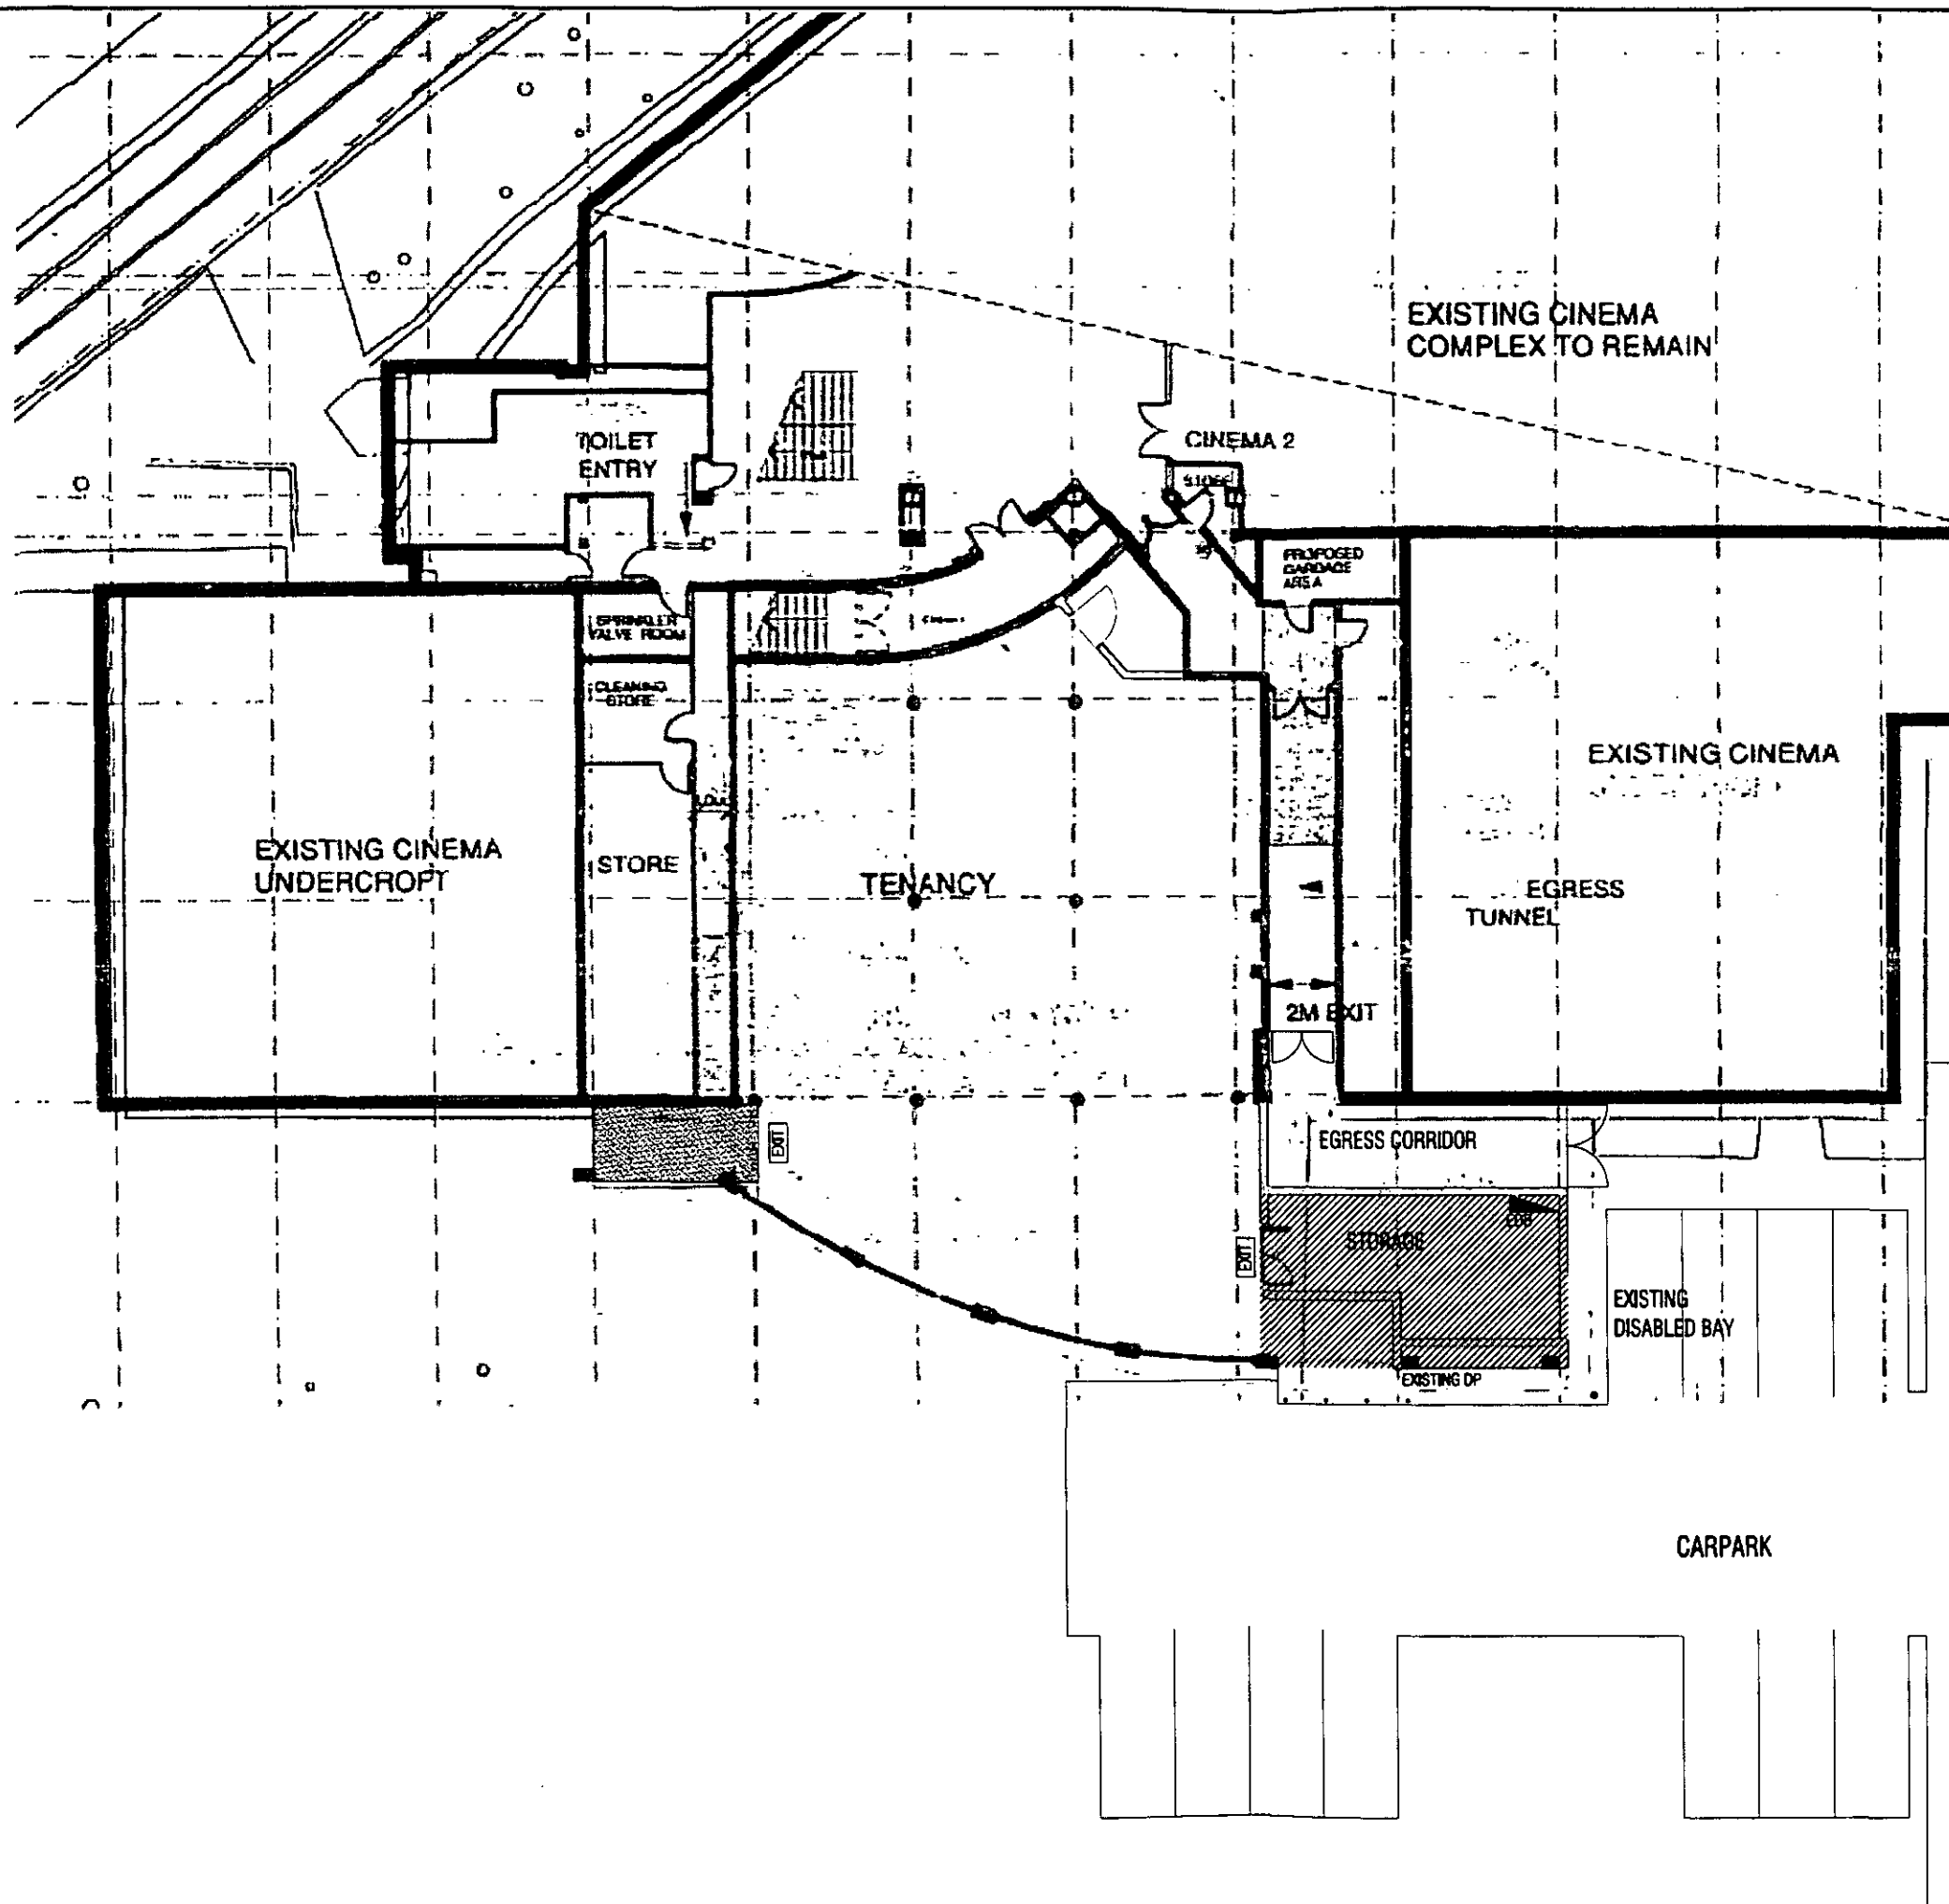 EXISTING CINEMA
COMPLEX TO REMAIN
TOILET
ENTRY
CINEMA 2
STORE
PROPOSED
GARBAGE
AREA
SPRINKLER
VALVE ROOM
CLEANING
STORE
EXISTING CINEMA
EXISTING CINEMA
UNDERCROFT
STORE
TENANCY
EGRESS
TUNNEL
2M EXIT
EXIT
EGRESS CORRIDOR
EDB
STORAGE
EXIT
EXISTING
DISABLED BAY
EXISTING DP
CARPARK